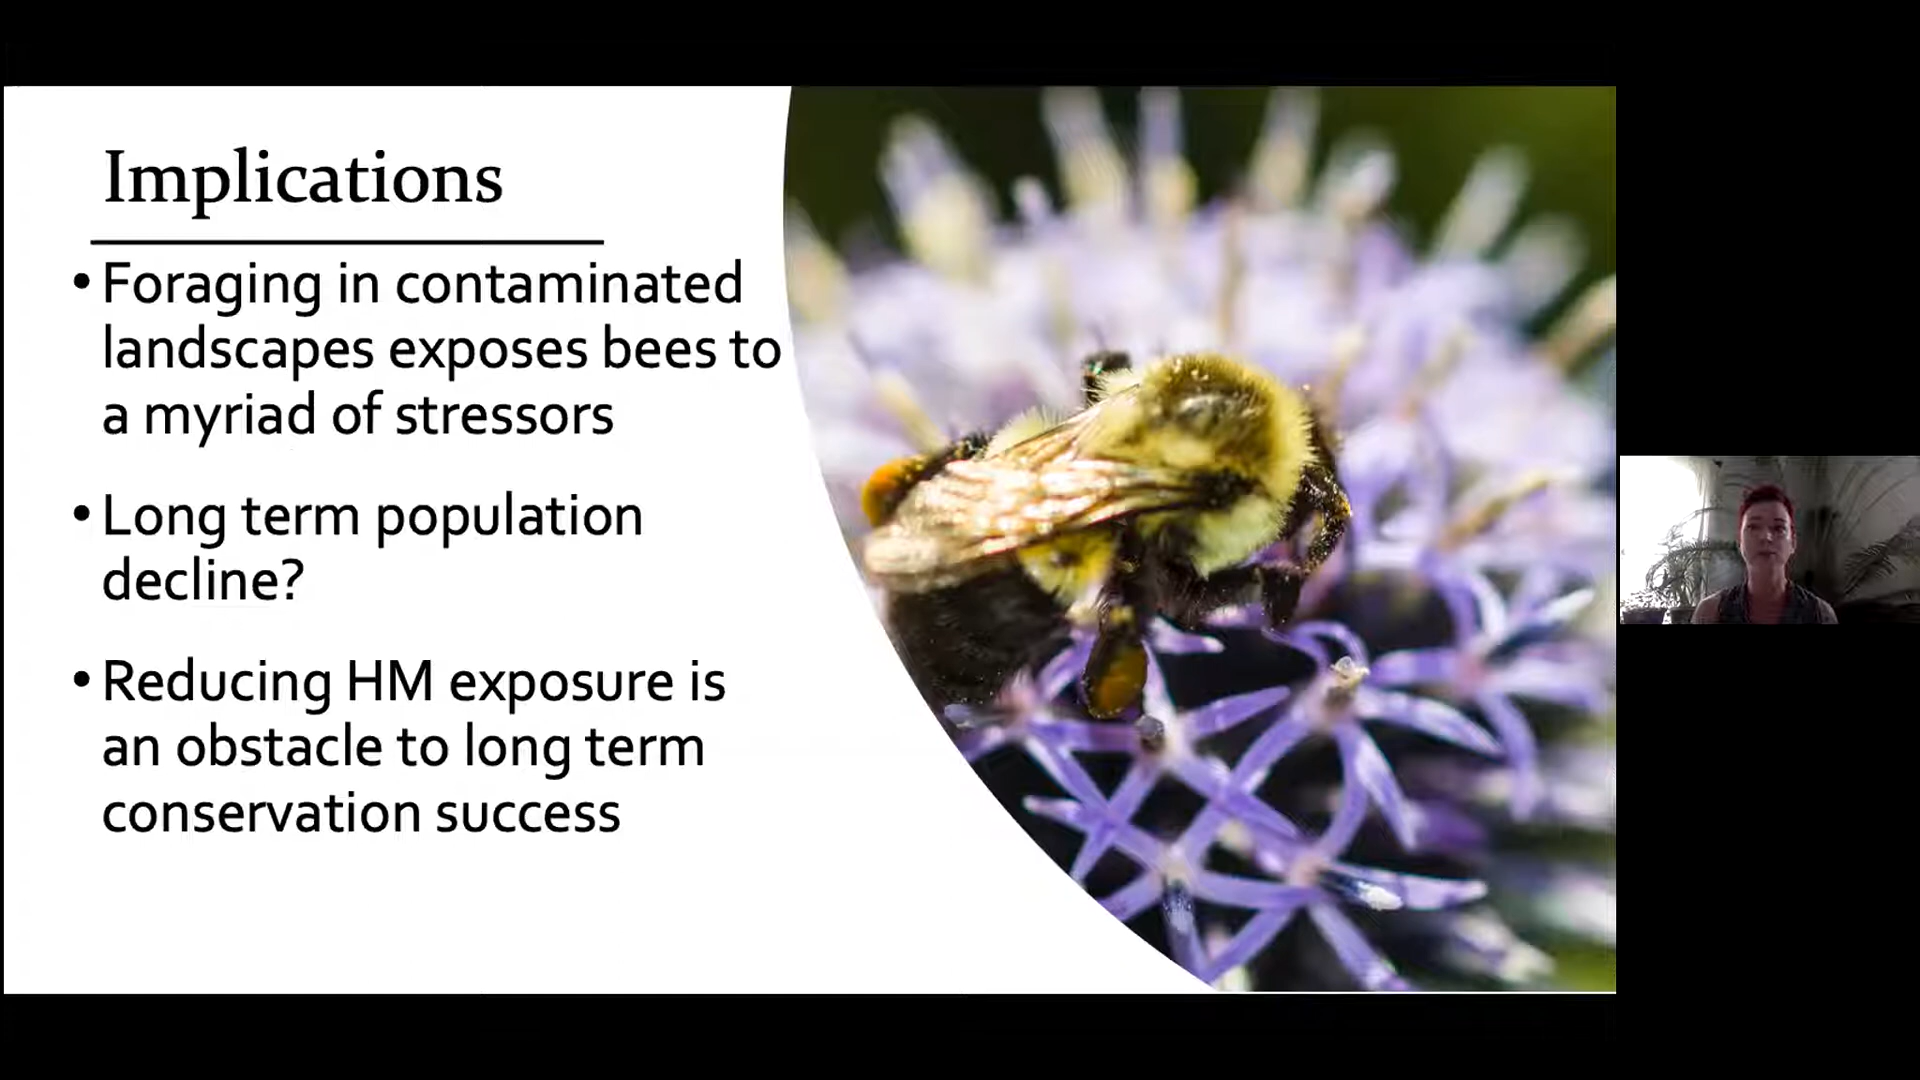 Implications
• Foraging in contaminated
landscapes exposes bees to
a myriad of stressors
• Long term population
decline?
• Reducing HM exposure is
an obstacle to long term
conservation success